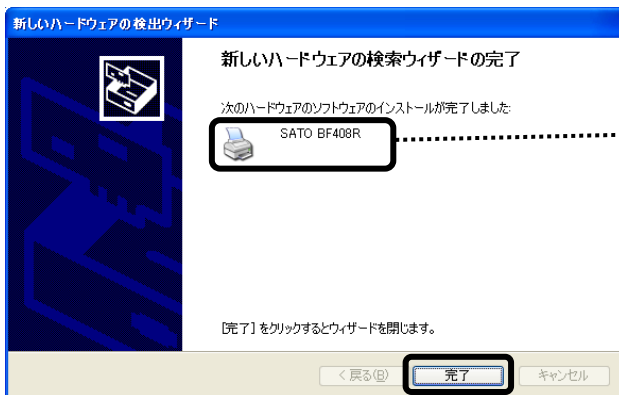 新しいハードウェアの検出ウィザード
新しいハードウェアの検索ウィザードの完了
次のハードウェアのソフトウェアのインストールが完了しました:
SATO BF408R
[完了] をクリックするとウィザードを閉じます。
< 戻る(B)
完了
キャンセル